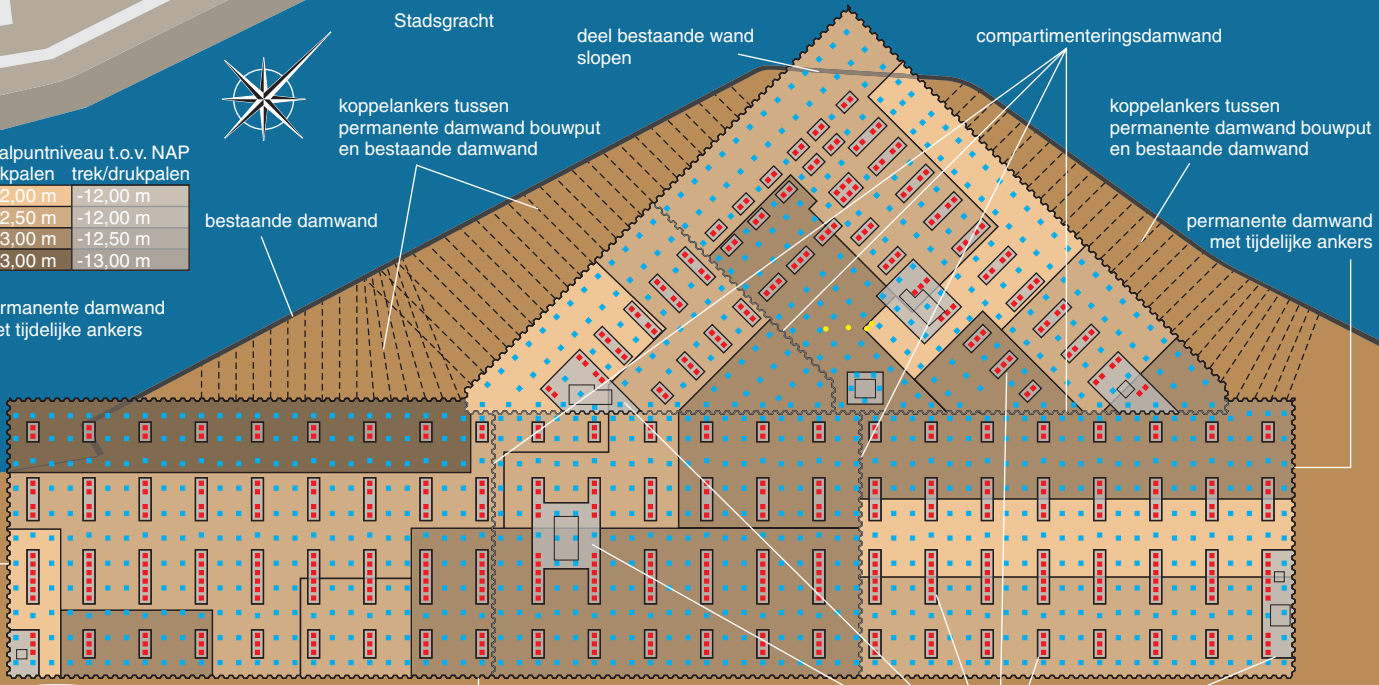 Stadsgracht
deel bestaande wand
slopen
compartimenteringsdamwand
koppelankers tussen
permanente damwand bouwput
en bestaande damwand
koppelankers tussen
permanente damwand bouwput
en bestaande damwand
alpuntniveau t.o.v. NAP
kpalen trek/drukpalen
2,00 m -12,00 m
2,50 m -12,00 m
3,00 m -12,50 m
3,00 m -13,00 m
bestaande damwand
permanente damwand
met tijdelijke ankers
rmanente damwand
et tijdelijke ankers